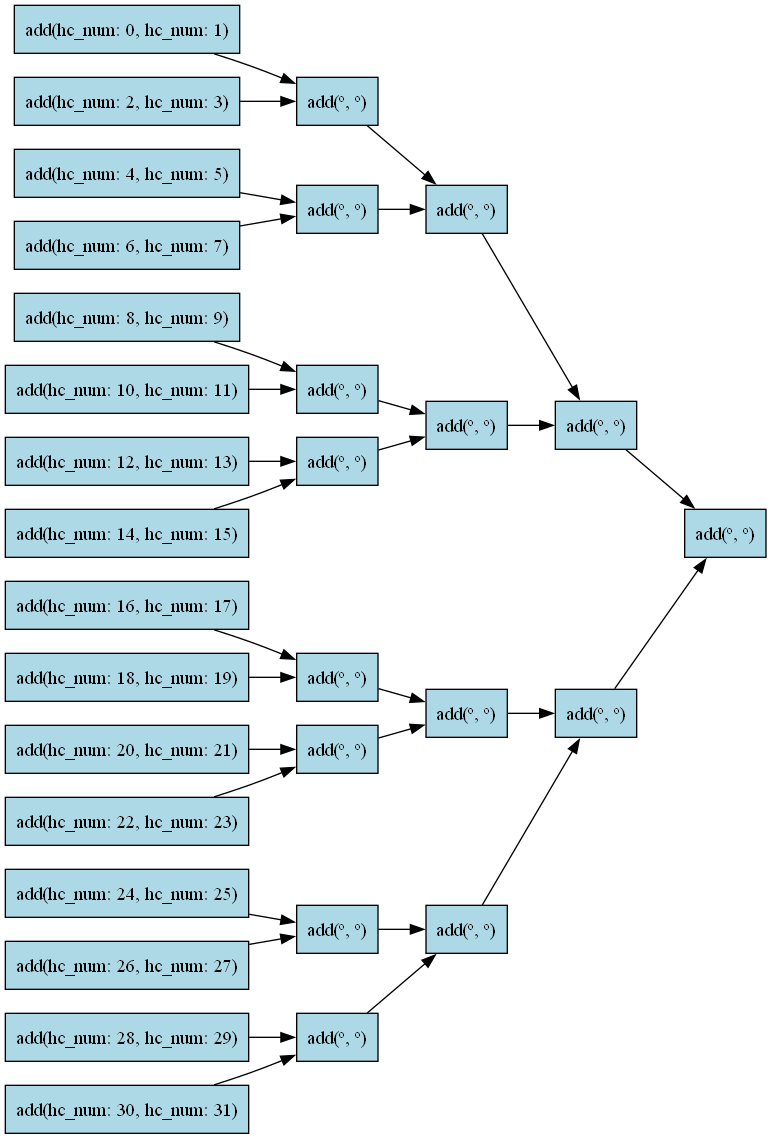 add(hc_num: 0, hc_num: 1)
add(hc_num: 2, hc_num: 3)
add(°, °)
add(hc_num: 4, hc_num: 5)
add(°, °)
add(°, °)
add(hc_num: 6, hc_num: 7)
add(hc_num: 8, hc_num: 9)
add(hc_num: 10, hc_num: 11)
add(°, °)
add(°, °)
add(°, °)
add(hc_num: 12, hc_num: 13)
add(°, °)
add(hc_num: 14, hc_num: 15)
add(°, °)
add(hc_num: 16, hc_num: 17)
add(hc_num: 18, hc_num: 19)
add(°, °)
add(°, °)
add(°, °)
add(hc_num: 20, hc_num: 21)
add(°, °)
add(hc_num: 22, hc_num: 23)
add(hc_num: 24, hc_num: 25)
add(°, °)
add(°, °)
add(hc_num: 26, hc_num: 27)
add(hc_num: 28, hc_num: 29)
add(°, °)
add(hc_num: 30, hc_num: 31)